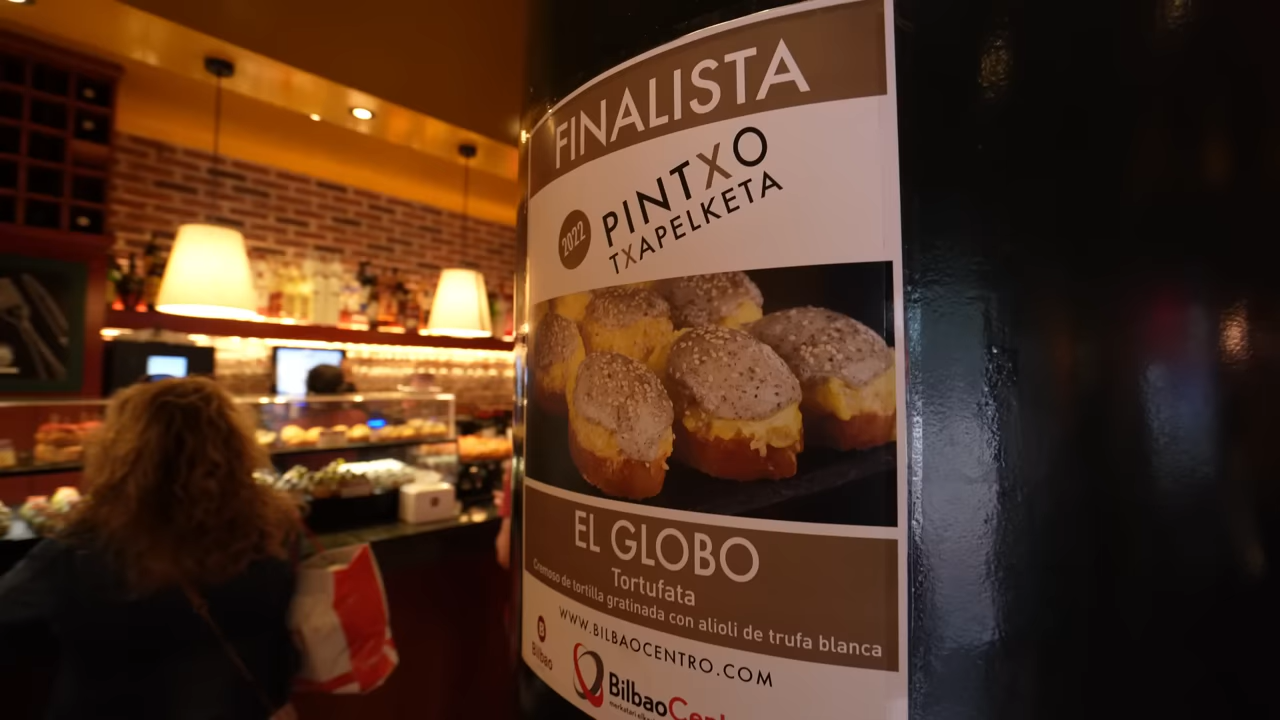 FINALISTA
2022
PINTXO
TXAPELKETA
EL GLOBO
Tortufata
Cremoso de tortilla gratinada con alioli de trufa blanca
WWW.BILBAOCENTRO.COM
B
Bilbao
BilbaoCent